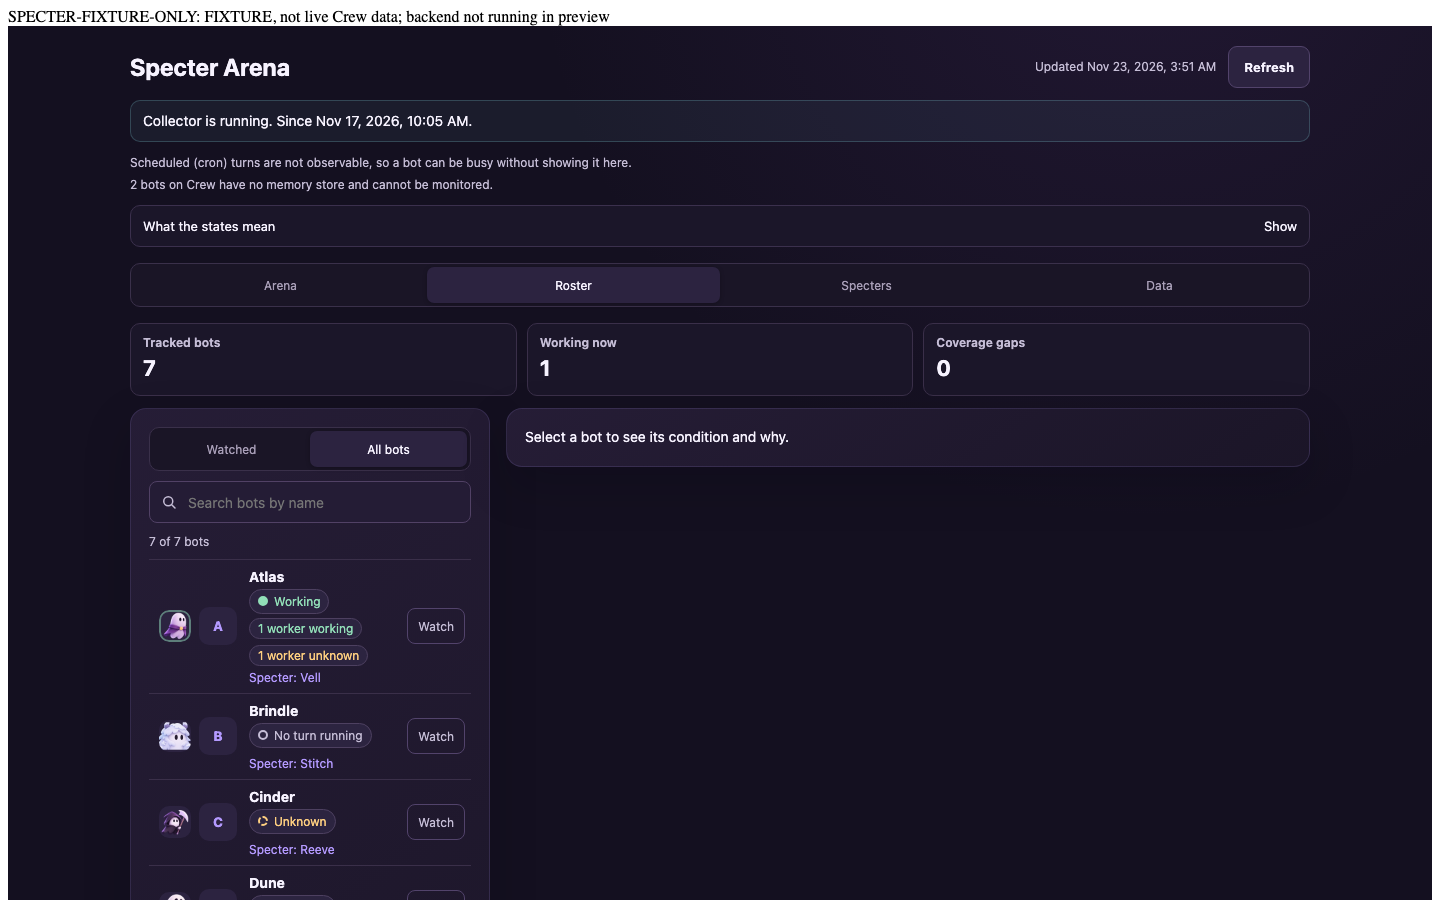 SPECTER-FIXTURE-ONLY: FIXTURE, not live Crew data; backend not running in preview
Specter Arena
Updated Nov 23, 2026, 3:51 AM
Refresh
Collector is running. Since Nov 17, 2026, 10:05 AM.
Scheduled (cron) turns are not observable, so a bot can be busy without showing it here.
2 bots on Crew have no memory store and cannot be monitored.
What the states mean
Show
Arena
Roster
Specters
Data
Tracked bots
7
Working now
1
Coverage gaps
0
Watched
All bots
Search bots by name
7 of 7 bots
Select a bot to see its condition and why.
A
Atlas
Working
1 worker working
1 worker unknown
Specter: Vell
Watch
B
Brindle
No turn running
Specter: Stitch
Watch
C
Cinder
Unknown
Specter: Reeve
Watch
Dune